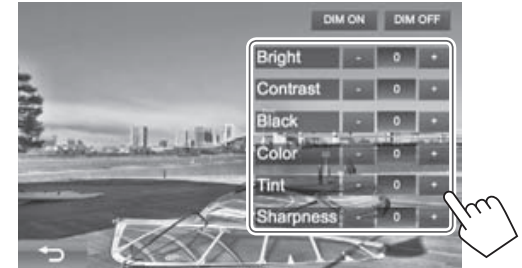 DIM ON DIM OFF
Bright - 0 +
Contrast - 0 +
Black - 0 +
Color - 0 +
Tint - 0 +
Sharpness - 0 +